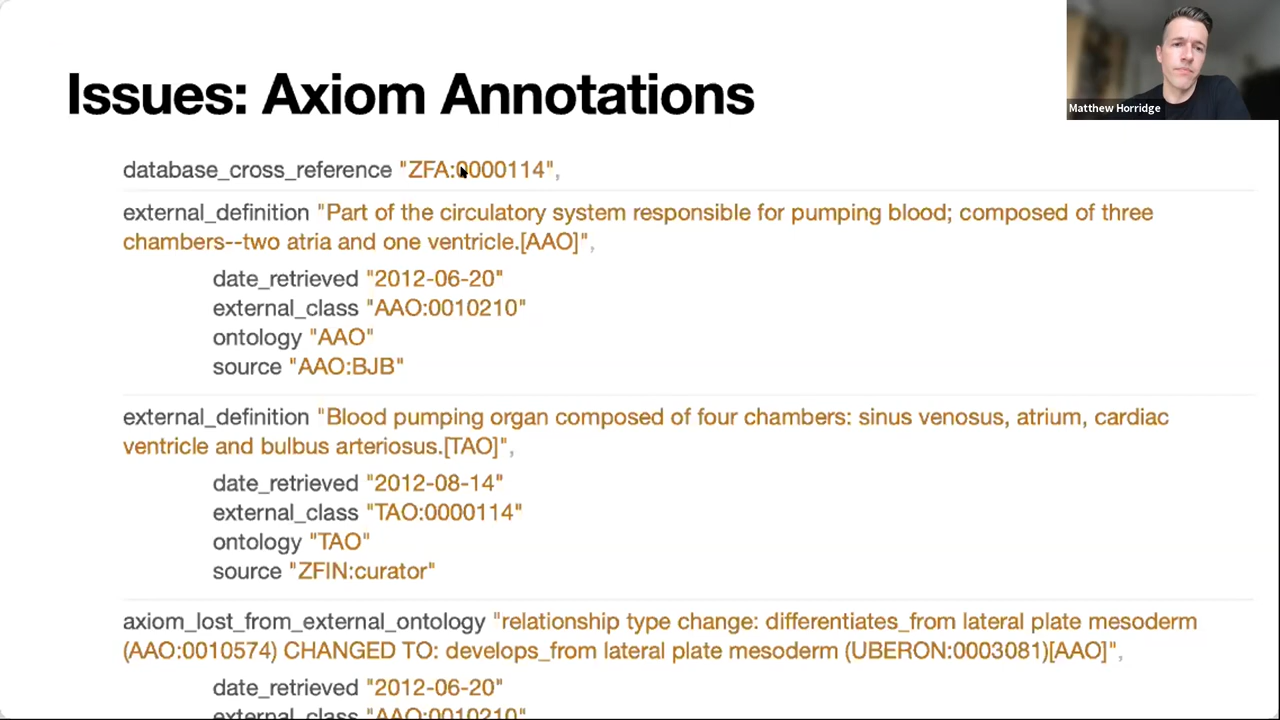 Issues: Axiom Annotations
Matthew Horridge
database_cross_reference "ZFA:0000114",
external_definition "Part of the circulatory system responsible for pumping blood; composed of three
chambers--two atria and one ventricle.[AAO]",
date_retrieved "2012-06-20"
external_class "AAO:0010210"
ontology "AAO"
source "AAO:BJB"
external_definition "Blood pumping organ composed of four chambers: sinus venosus, atrium, cardiac
ventricle and bulbus arteriosus.[TAO]",
date_retrieved "2012-08-14"
external_class "TAO:0000114"
ontology "TAO"
source "ZFIN:curator"
axiom_lost_from_external_ontology "relationship type change: differentiates_from lateral plate mesoderm
(AAO:0010574) CHANGED TO: develops_from lateral plate mesoderm (UBERON:0003081)[AAO]",
date_retrieved "2012-06-20"
external_class "AAO:0010210"